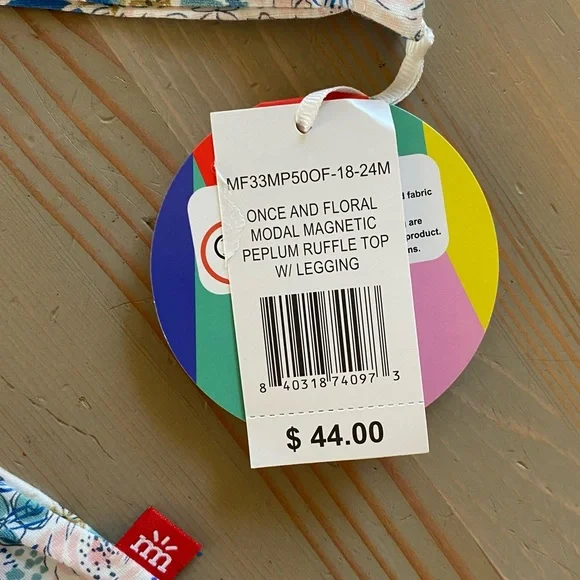 MF33MP50OF-18-24M
ONCE AND FLORAL
MODAL MAGNETIC
PEPLUM RUFFLE TOP
W/ LEGGING
8 40318 74097 3
$ 44.00
fabric
are
product.
m